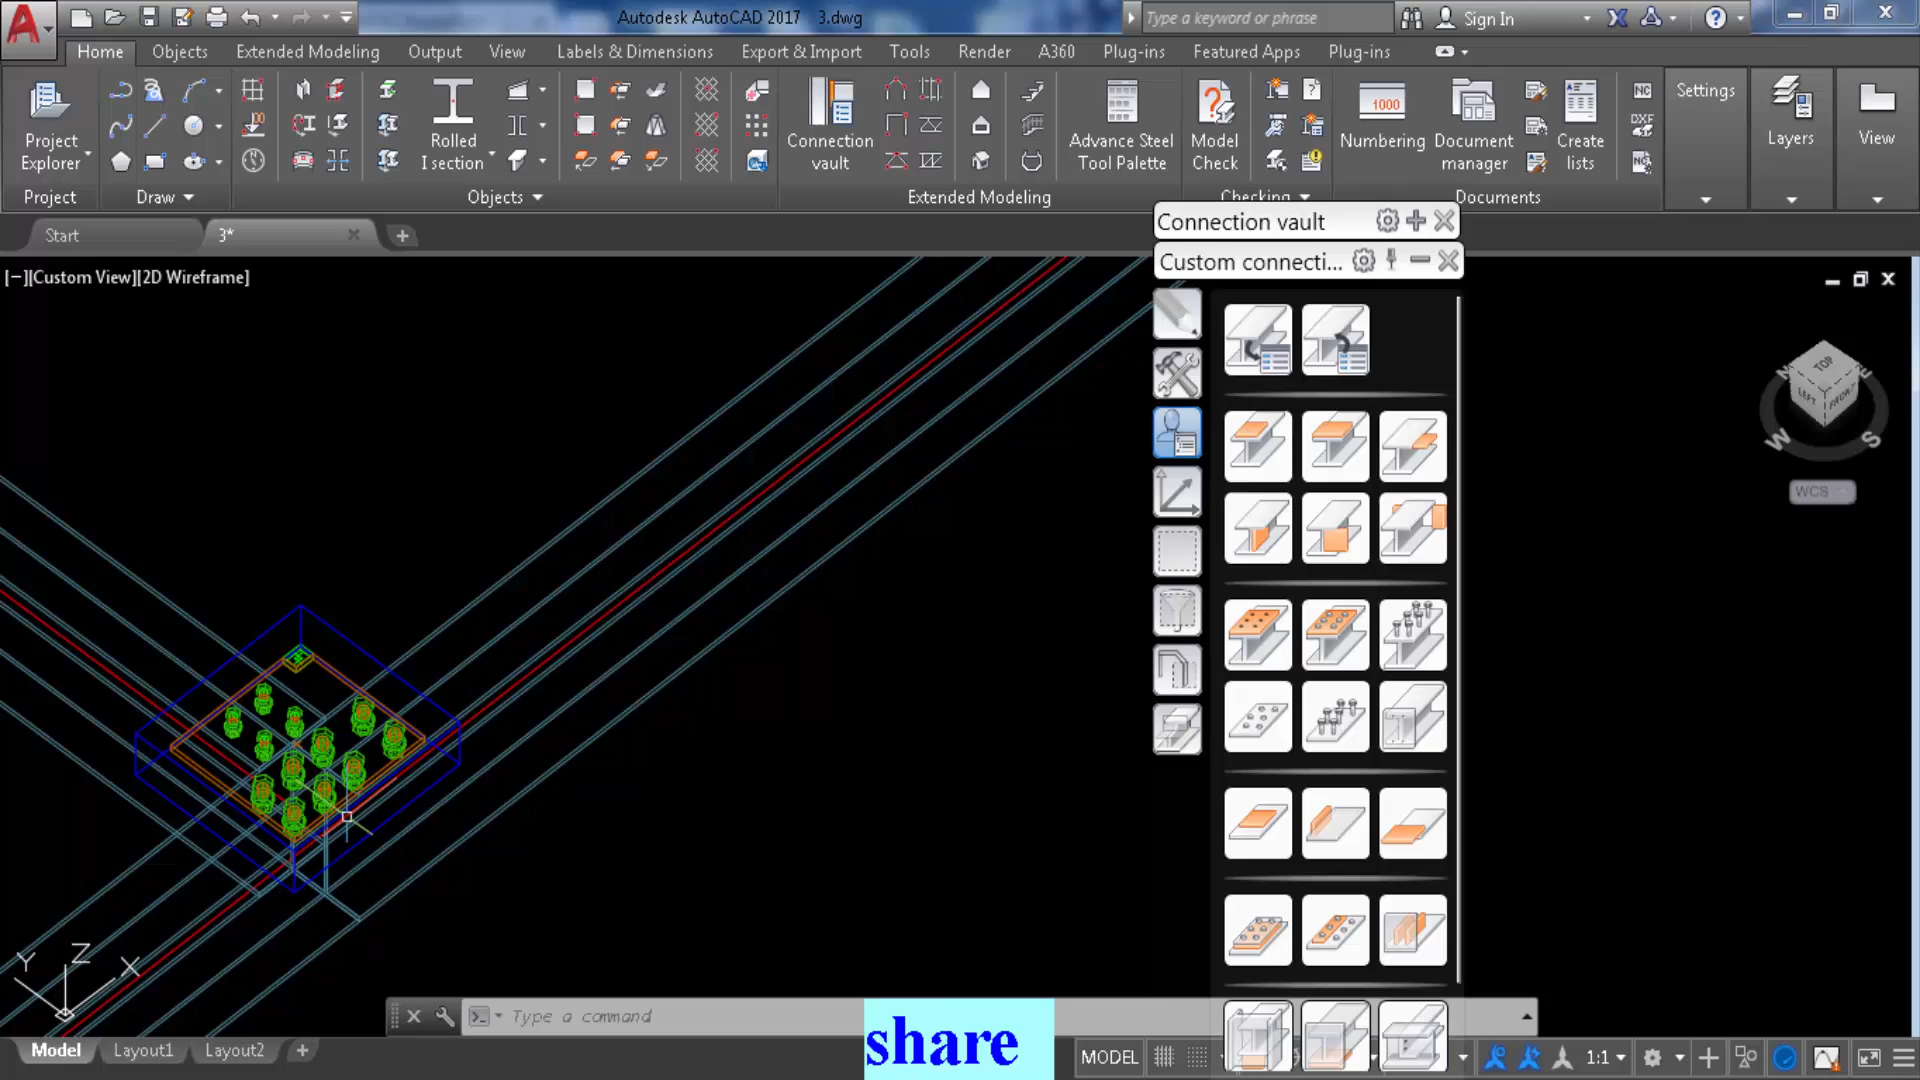 Autodesk AutoCAD 2017 3.dwg
Type a keyword or phrase
Sign In
Home Objects Extended Modeling Output View Labels & Dimensions Export & Import Tools Render A360 Plug-ins Featured Apps Plug-ins
Project Explorer
Rolled I section
Connection vault
Advance Steel Tool Palette
Model Check
1000
Numbering
Document manager
Create lists
NC
DXF
Settings
Layers
View
Project Draw Objects Extended Modeling Checking Documents
Start 3*
Connection vault
Custom connecti...
[−][Custom View][2D Wireframe]
TOP
LEFT
FRONT
N
E
W
S
WCS
Y Z X
Type a command
share
Model Layout1 Layout2
MODEL
1:1